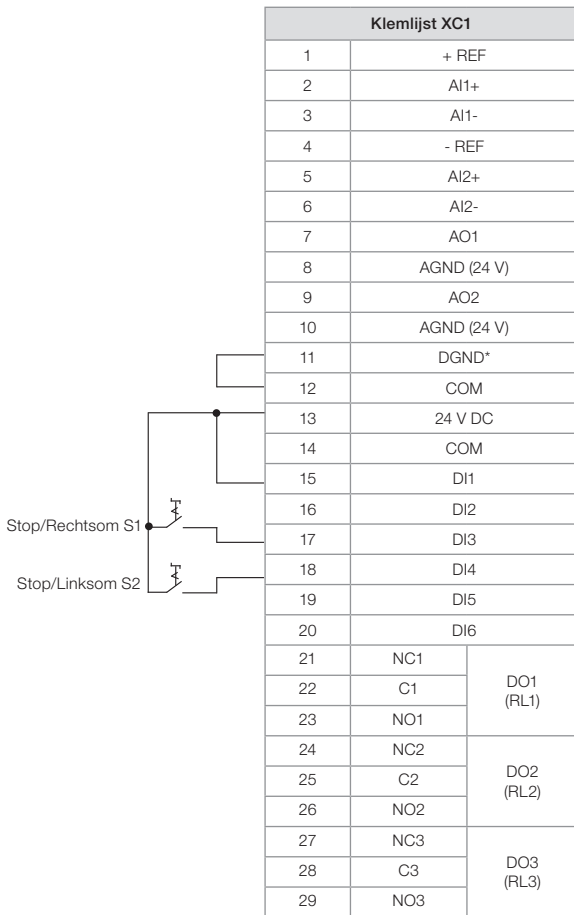 Klemlijst XC1
1 + REF
2 AI1+
3 AI1-
4 - REF
5 AI2+
6 AI2-
7 AO1
8 AGND (24 V)
9 AO2
10 AGND (24 V)
11 DGND*
12 COM
13 24 V DC
14 COM
15 DI1
16 DI2
Stop/Rechtsom S1
17 DI3
18 DI4
Stop/Linksom S2
19 DI5
20 DI6
21 NC1
22 C1
23 NO1
DO1
(RL1)
24 NC2
25 C2
26 NO2
DO2
(RL2)
27 NC3
28 C3
29 NO3
DO3
(RL3)